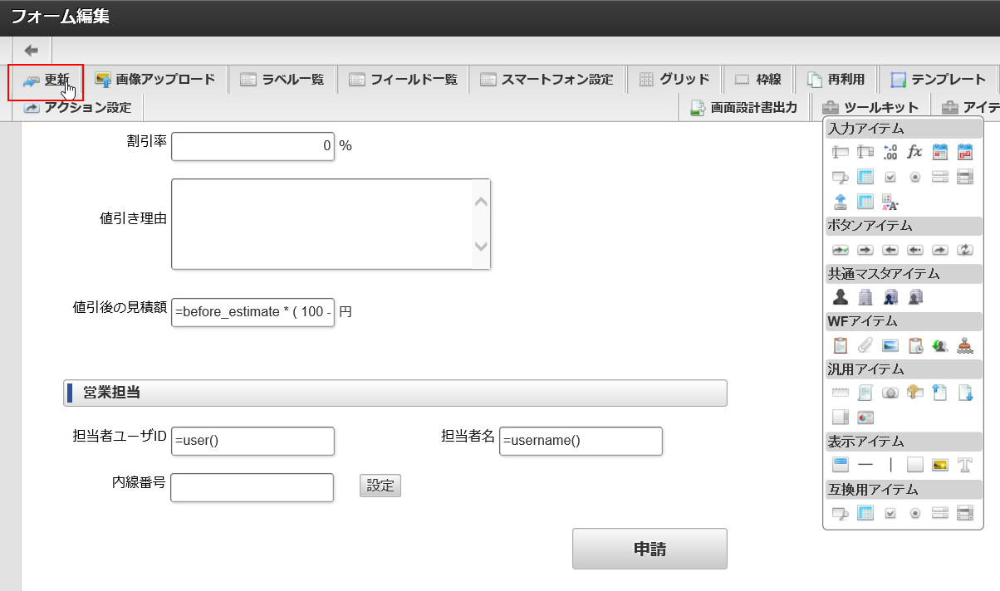 フォーム編集
更新 画像アップロード ラベル一覧 フィールド一覧 スマートフォン設定 グリッド 枠線 再利用 テンプレート
アクション設定 画面設計書出力 ツールキット アイテ
入力アイテム
ボタンアイテム
共通マスタアイテム
WFアイテム
汎用アイテム
表示アイテム
互換用アイテム
割引率 0 %
値引き理由
値引後の見積額 =before_estimate * ( 100 - 円
営業担当
担当者ユーザID =user() 担当者名 =username()
内線番号 設定
申請